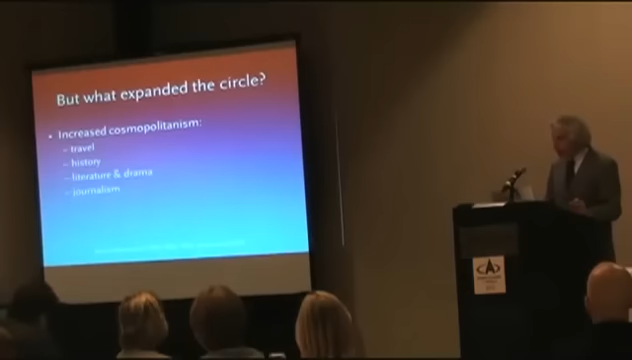 But what expanded the circle?
• Increased cosmopolitanism:
– travel
– history
– literature & drama
– journalism